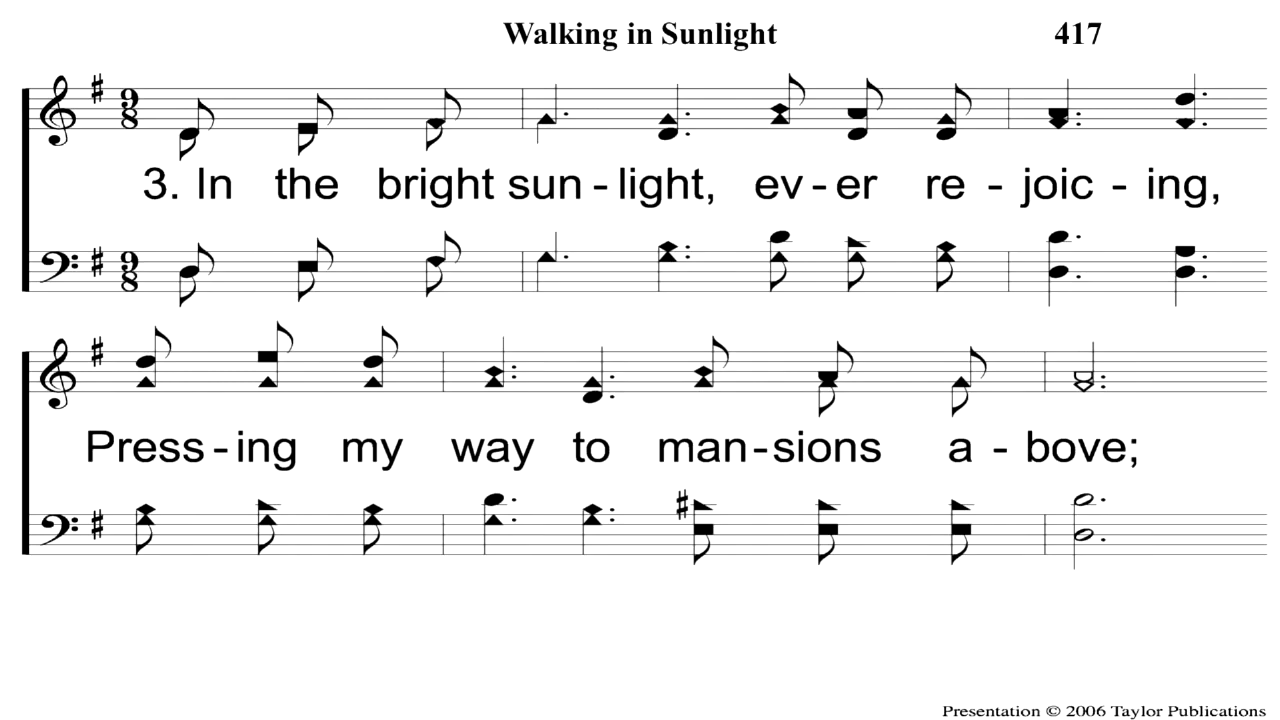 Walking in Sunlight 417
9 8
3. In the bright sun - light, ev - er re - joic - ing,
9 8
Press - ing my way to man - sions a - bove;
Presentation © 2006 Taylor Publications